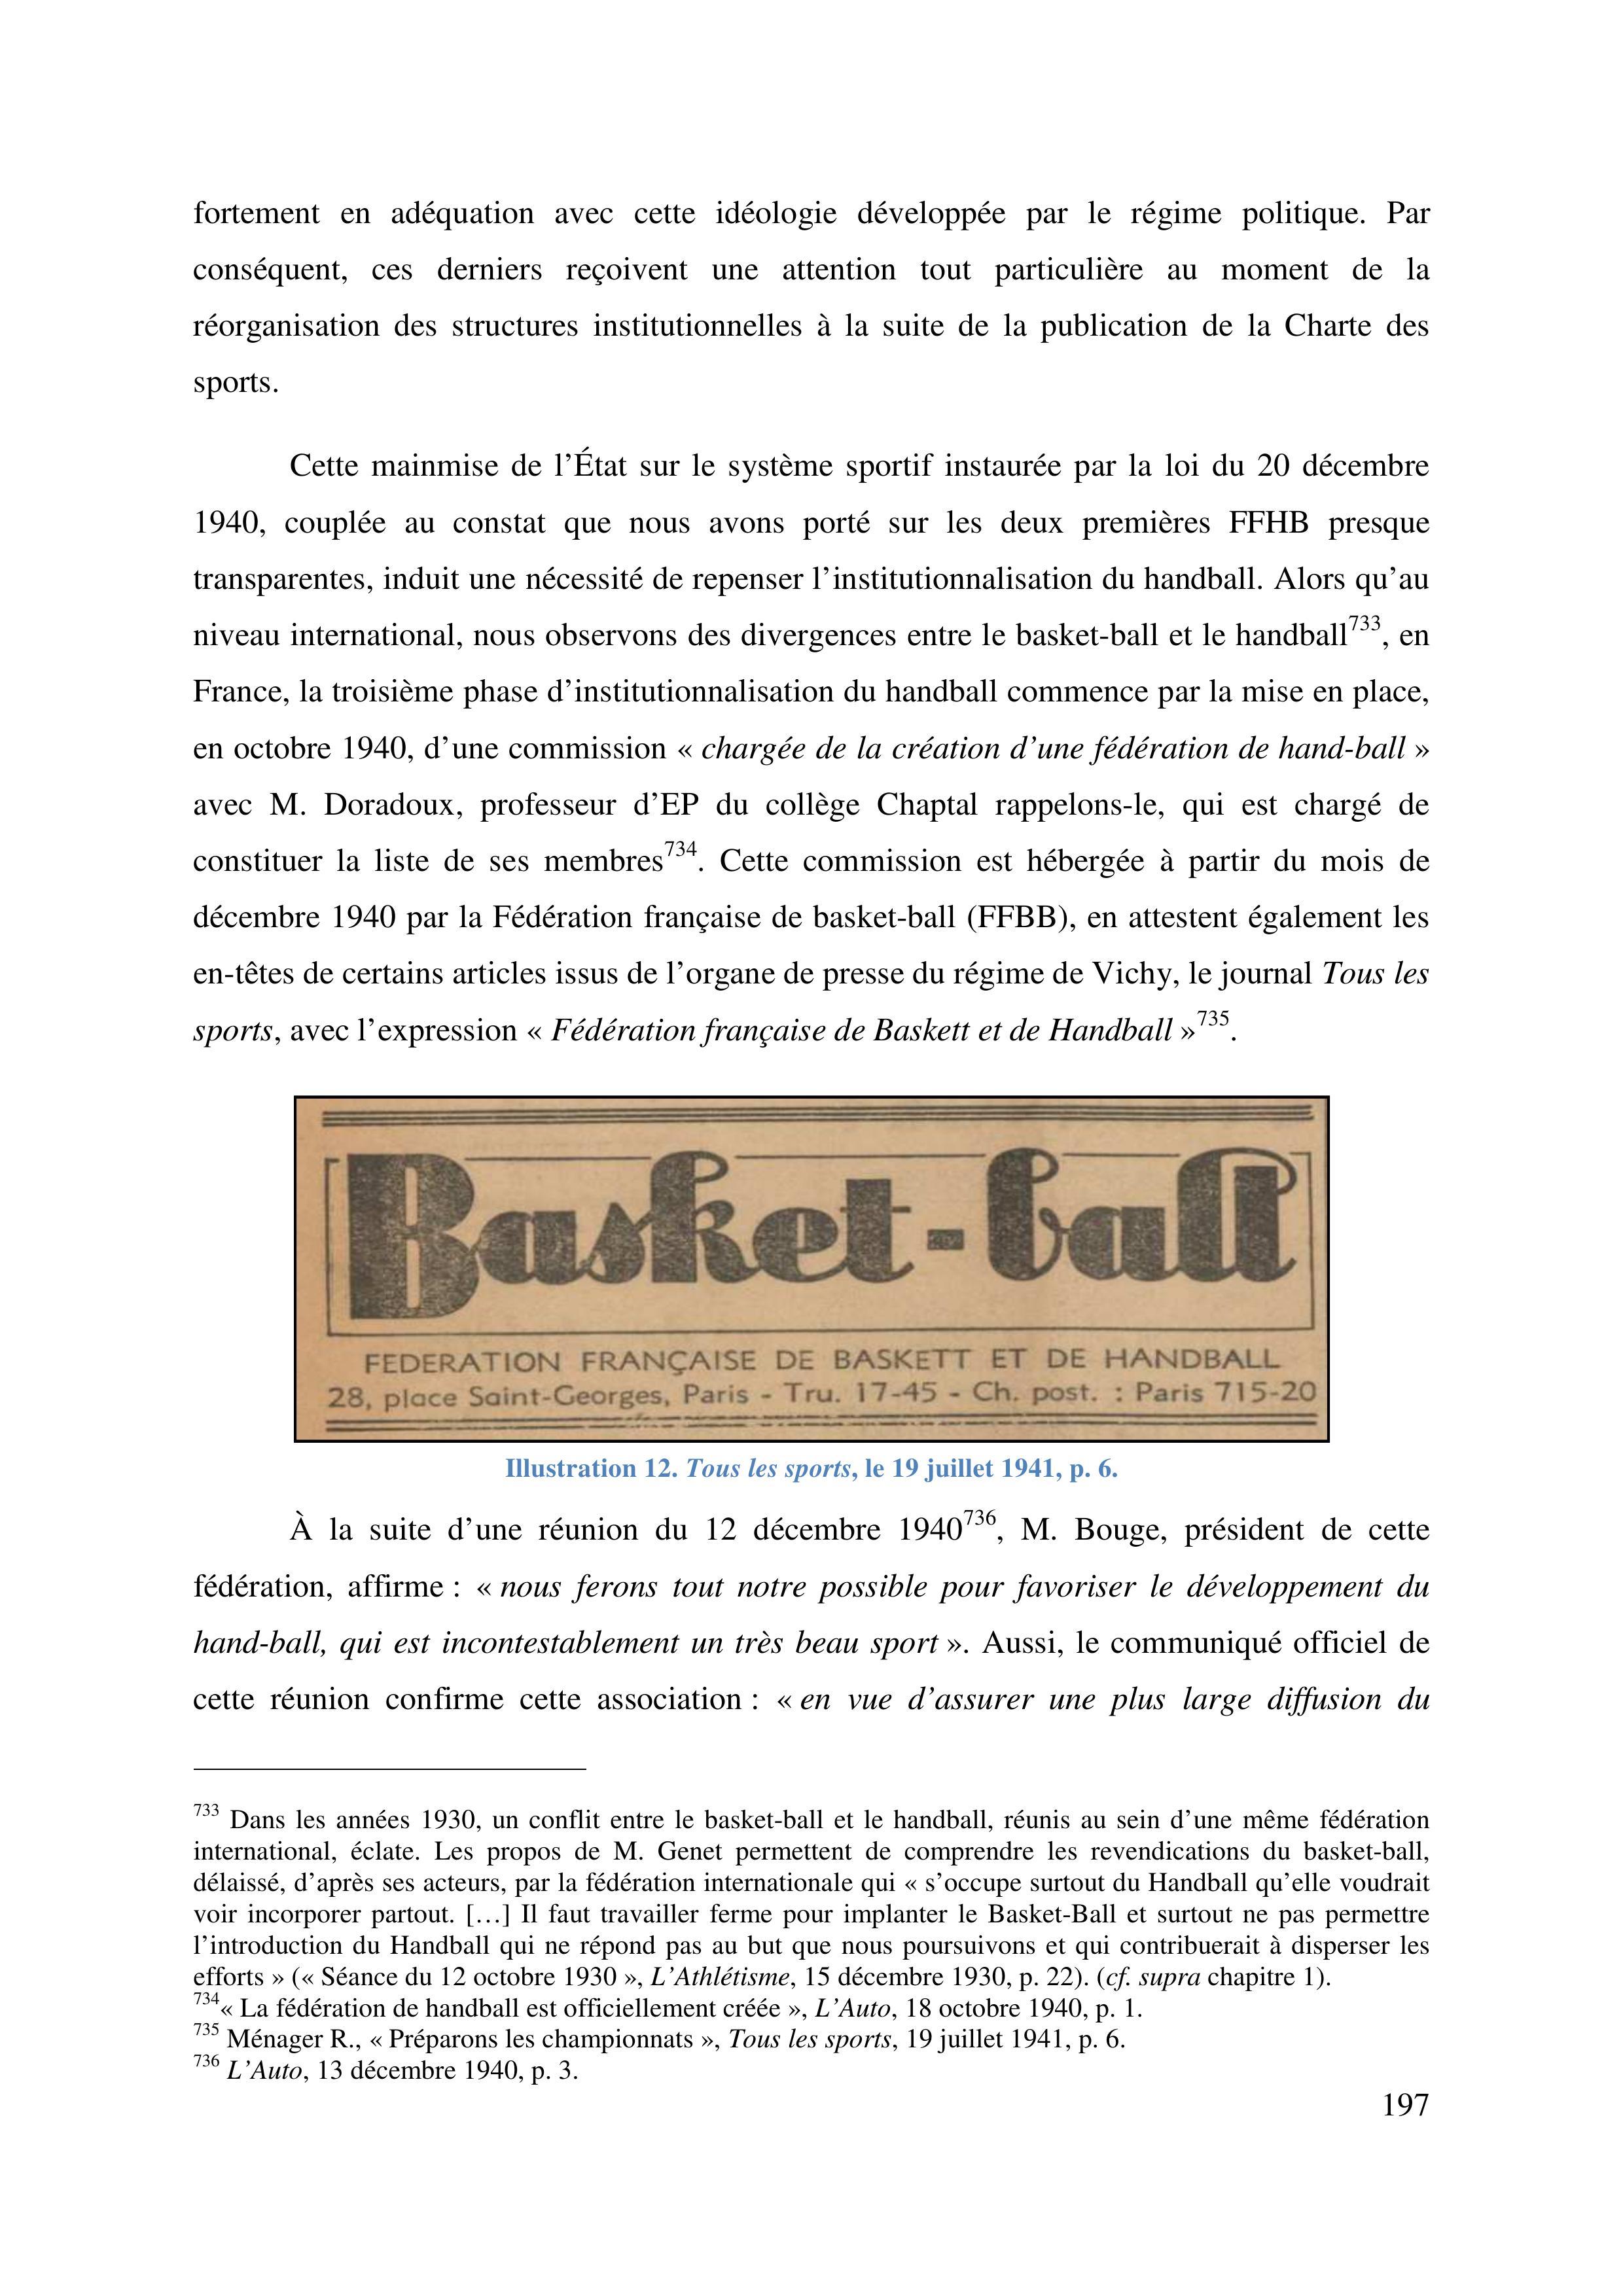 fortement en adéquation avec cette idéologie développée par le régime politique. Par
conséquent, ces derniers reçoivent une attention tout particulière au moment de la
réorganisation des structures institutionnelles à la suite de la publication de la Charte des
sports.
Cette mainmise de l'État sur le système sportif instaurée par la loi du 20 décembre
1940, couplée au constat que nous avons porté sur les deux premières FFHB presque
transparentes, induit une nécessité de repenser l'institutionnalisation du handball. Alors qu'au
niveau international, nous observons des divergences entre le basket-ball et le handball733, en
France, la troisième phase d'institutionnalisation du handball commence par la mise en place,
en octobre 1940, d'une commission « chargée de la création d'une fédération de hand-ball »
avec M. Doradoux, professeur d'EP du collège Chaptal rappelons-le, qui est chargé de
constituer la liste de ses membres734. Cette commission est hébergée à partir du mois de
décembre 1940 par la Fédération française de basket-ball (FFBB), en attestent également les
en-têtes de certains articles issus de l'organe de presse du régime de Vichy, le journal Tous les
sports, avec l'expression « Fédération française de Baskett et de Handball »735.
Basket-ball
FEDERATION FRANÇAISE DE BASKETT ET DE HANDBALL
28, place Saint-Georges, Paris - Tru. 17-45 - Ch. post. : Paris 715-20
Illustration 12. Tous les sports, le 19 juillet 1941, p. 6.
À la suite d'une réunion du 12 décembre 1940736, M. Bouge, président de cette
fédération, affirme : « nous ferons tout notre possible pour favoriser le développement du
hand-ball, qui est incontestablement un très beau sport ». Aussi, le communiqué officiel de
cette réunion confirme cette association : « en vue d'assurer une plus large diffusion du
733 Dans les années 1930, un conflit entre le basket-ball et le handball, réunis au sein d'une même fédération
international, éclate. Les propos de M. Genet permettent de comprendre les revendications du basket-ball,
délaissé, d'après ses acteurs, par la fédération internationale qui « s'occupe surtout du Handball qu'elle voudrait
voir incorporer partout. […] Il faut travailler ferme pour implanter le Basket-Ball et surtout ne pas permettre
l'introduction du Handball qui ne répond pas au but que nous poursuivons et qui contribuerait à disperser les
efforts » (« Séance du 12 octobre 1930 », L'Athlétisme, 15 décembre 1930, p. 22). (cf. supra chapitre 1).
734« La fédération de handball est officiellement créée », L'Auto, 18 octobre 1940, p. 1.
735 Ménager R., « Préparons les championnats », Tous les sports, 19 juillet 1941, p. 6.
736 L'Auto, 13 décembre 1940, p. 3.
197